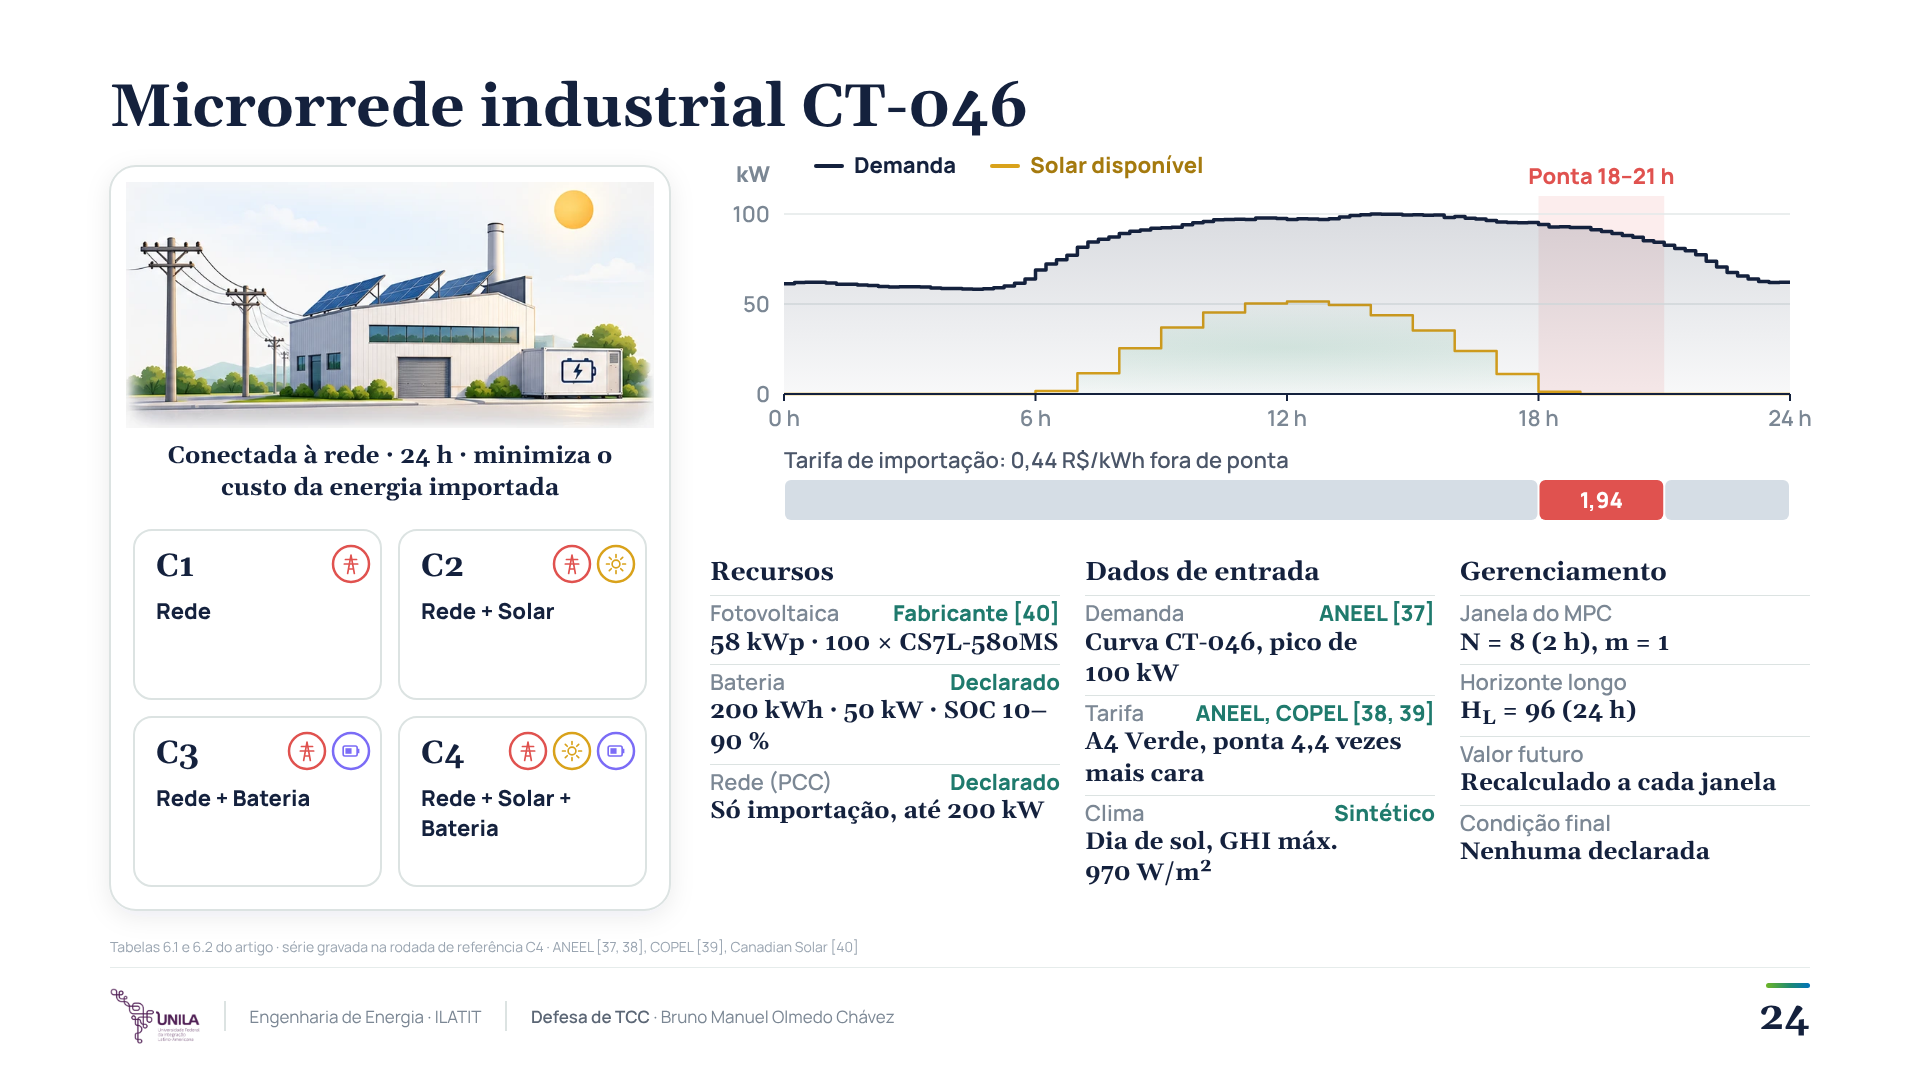 Microrrede industrial CT-046
Conectada à rede · 24 h · minimiza o
custo da energia importada
C1
Rede
C2
Rede + Solar
C3
Rede + Bateria
C4
Rede + Solar +
Bateria
kW
Demanda
Solar disponível
Ponta 18–21 h
100
50
0
0 h
6 h
12 h
18 h
24 h
Tarifa de importação: 0,44 R$/kWh fora de ponta
1,94
Recursos
Fotovoltaica Fabricante [40]
58 kWp · 100 × CS7L-580MS
Bateria Declarado
200 kWh · 50 kW · SOC 10–
90 %
Rede (PCC) Declarado
Só importação, até 200 kW
Dados de entrada
Demanda ANEEL [37]
Curva CT-046, pico de
100 kW
Tarifa ANEEL, COPEL [38, 39]
A4 Verde, ponta 4,4 vezes
mais cara
Clima Sintético
Dia de sol, GHI máx.
970 W/m²
Gerenciamento
Janela do MPC
N = 8 (2 h), m = 1
Horizonte longo
H_L = 96 (24 h)
Valor futuro
Recalculado a cada janela
Condição final
Nenhuma declarada
Tabelas 6.1 e 6.2 do artigo · série gravada na rodada de referência C4 · ANEEL [37, 38], COPEL [39], Canadian Solar [40]
UNILA
Engenharia de Energia · ILATIT
Defesa de TCC · Bruno Manuel Olmedo Chávez
24